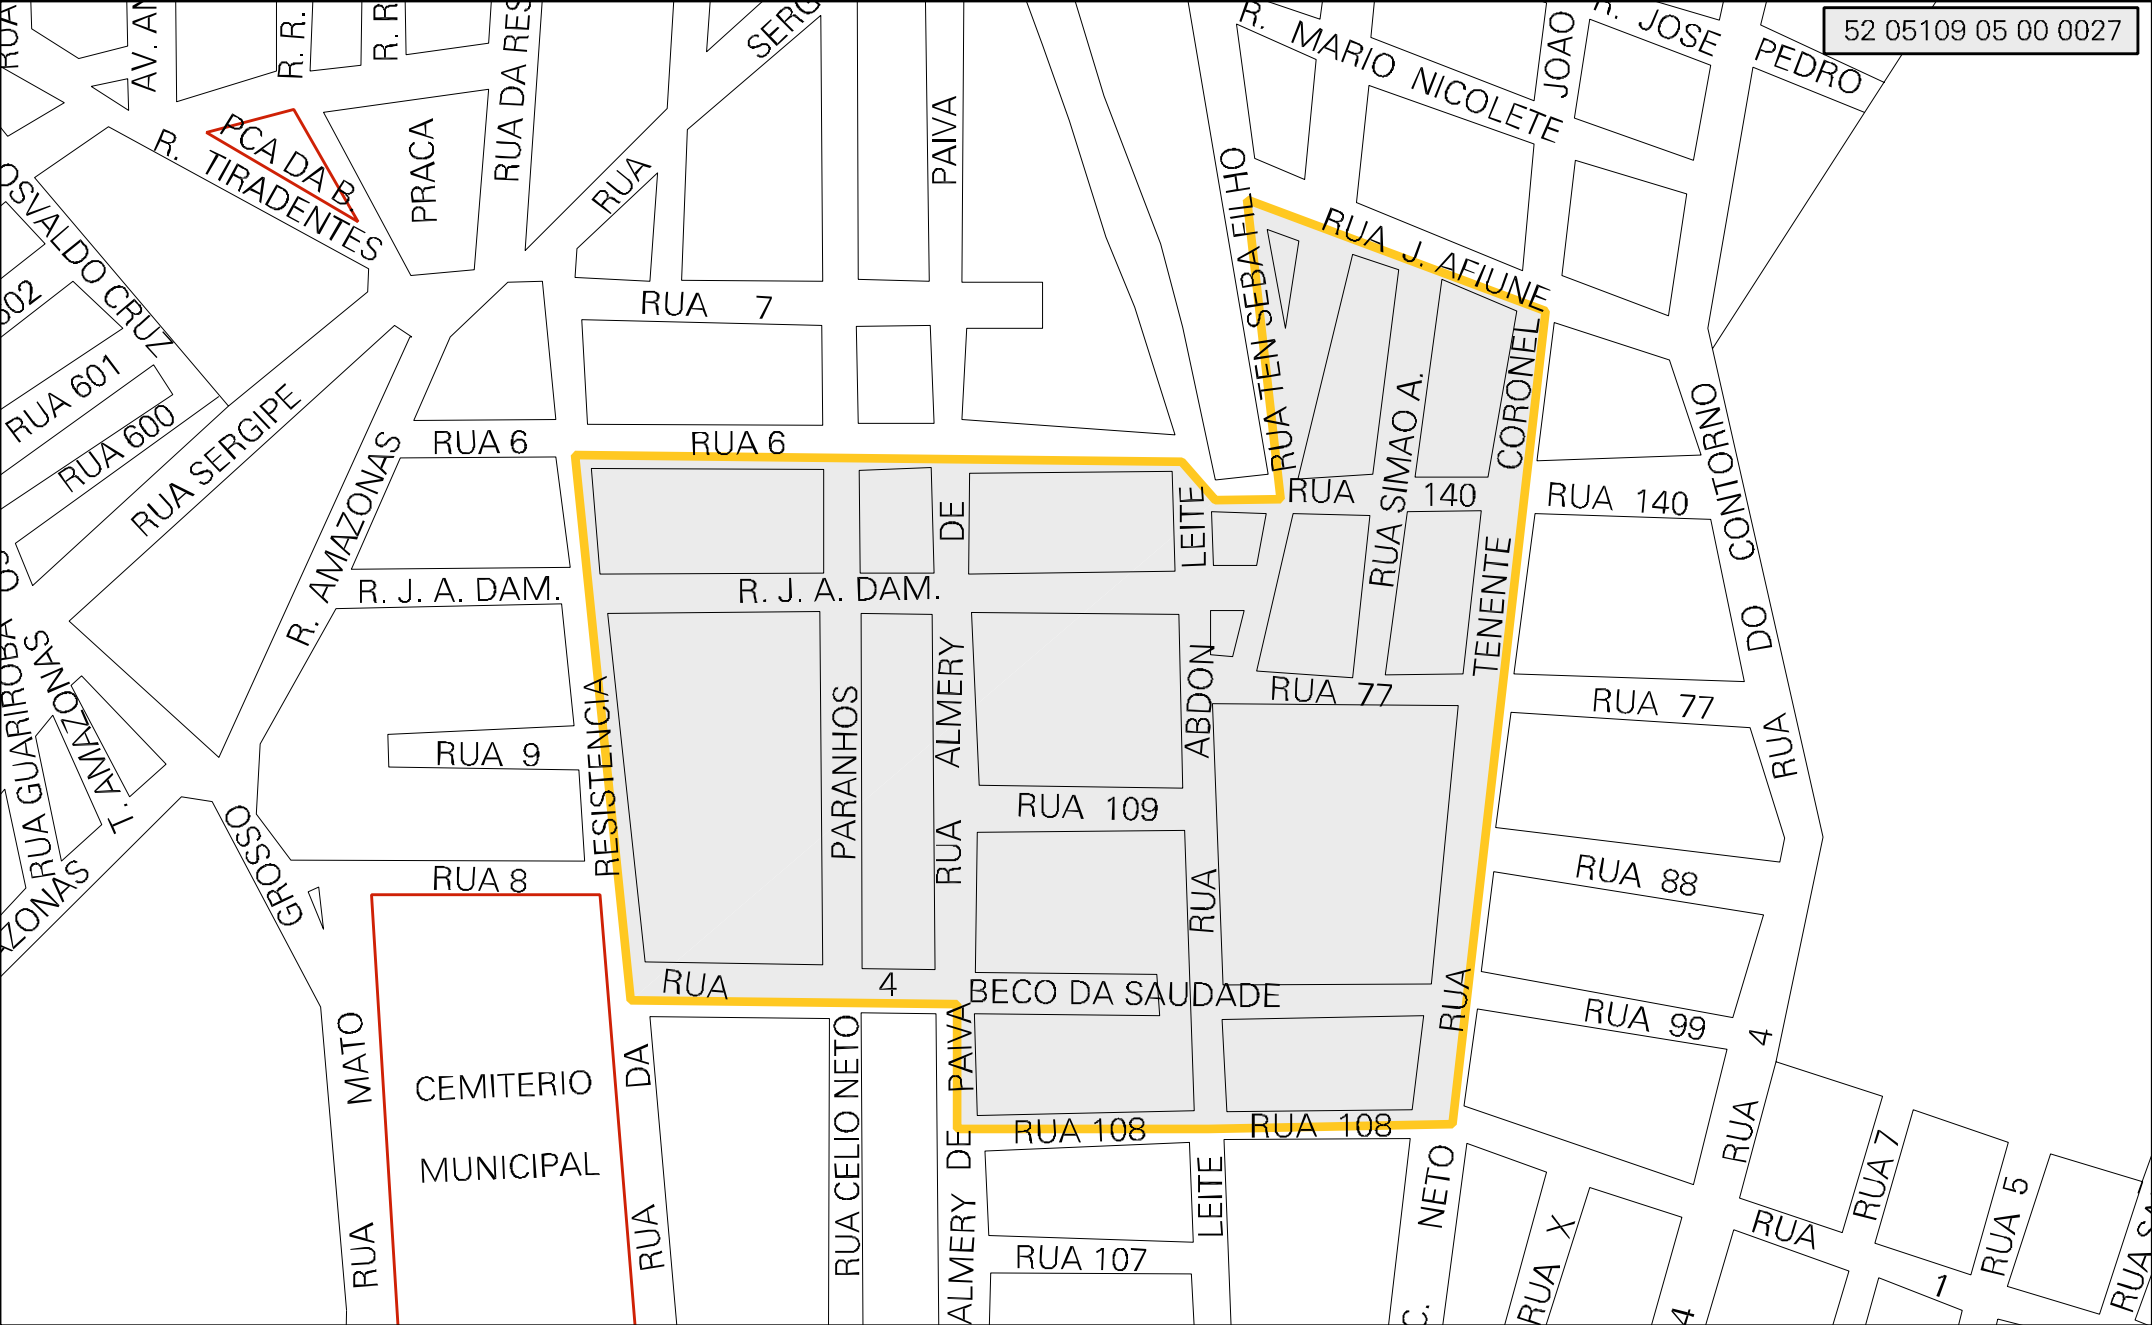 52 05109 05 00 0027
RUA
AV. AN
R. R.
R. R
RUA DA RES
SERG
R. MARIO NICOLETE
JOAO
R. JOSE PEDRO
PCA DA B.
R. TIRADENTES
PRACA
RUA
PAIVA
OSVALDO CRUZ
602
RUA 601
RUA 600
RUA SERGIPE
RUA 7
RUA J. AFIUNE
RUA TEN SEBA FILHO
RUA 6
RUA 6
R. AMAZONAS
R. J. A. DAM.
R. J. A. DAM.
DE
LEITE
RUA 140
RUA SIMAO A.
CORONEL
TENENTE
RUA
RUA 140
RUA DO CONTORNO
RUA 77
RUA 77
RUA 9
RESISTENCIA
PARANHOS
RUA ALMERY
ABDON
RUA
RUA 109
RUA GUARIROBA
T. AMAZONAS
AZONAS
GROSSO
RUA 8
RUA 88
RUA 4
BECO DA SAUDADE
RUA 99
RUA MATO
CEMITERIO
MUNICIPAL
RUA DA
RUA CELIO NETO
PAIVA
ALMERY DE
RUA 108
RUA 108
LEITE
RUA 107
C. NETO
RUA X
RUA 4
RUA 7
RUA 5
RUA 1
4
RUA SA